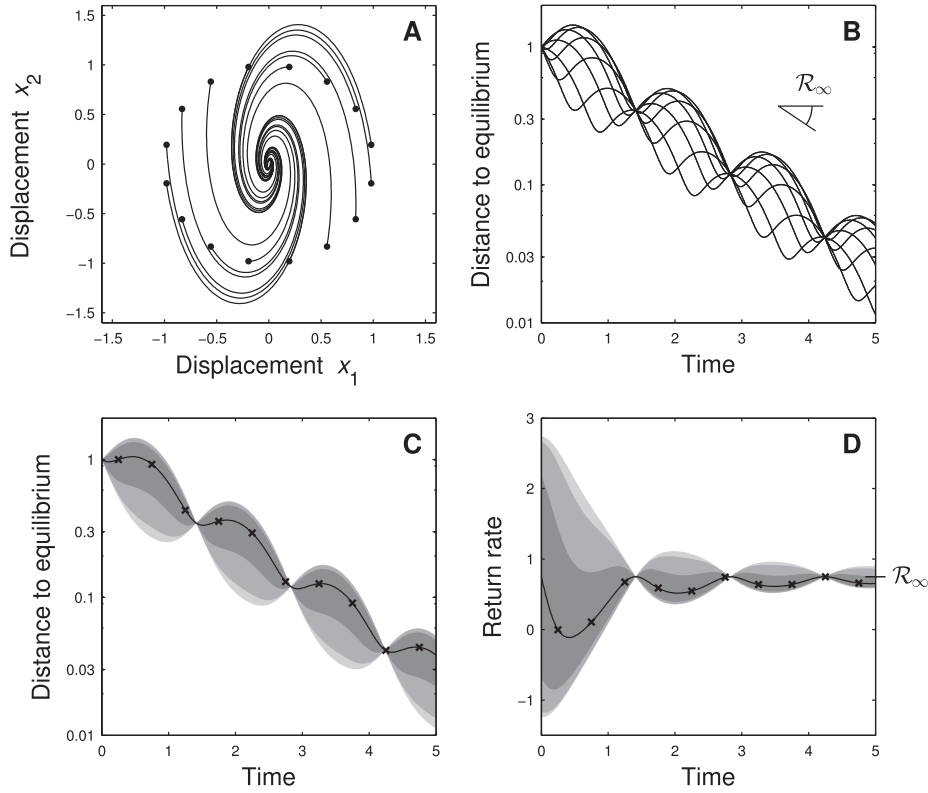 A
Displacement x2
1.5
1
0.5
0
−0.5
−1
−1.5
−1.5 −1 −0.5 0 0.5 1 1.5
Displacement x1
B
Distance to equilibrium
1
0.3
0.1
0.03
0.01
R∞
0 1 2 3 4 5
Time
C
Distance to equilibrium
1
0.3
0.1
0.03
0.01
0 1 2 3 4 5
Time
D
Return rate
3
2
1
0
−1
R∞
0 1 2 3 4 5
Time